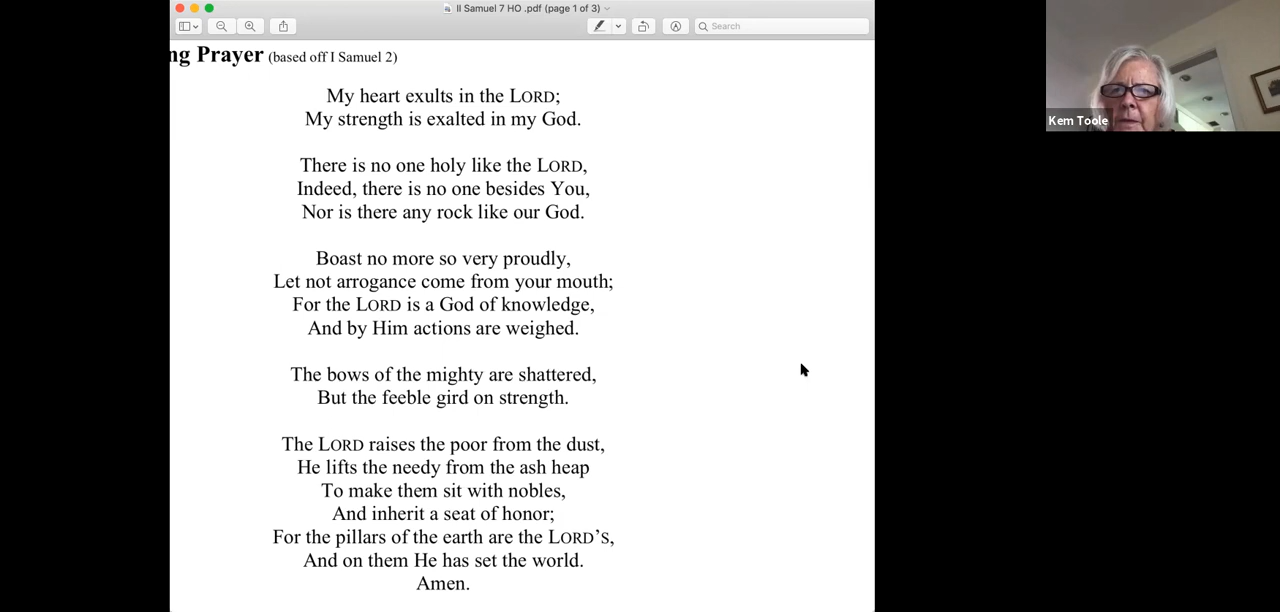 II Samuel 7 HO .pdf (page 1 of 3)
Search
ng Prayer (based off I Samuel 2)
My heart exults in the LORD;
My strength is exalted in my God.
There is no one holy like the LORD,
Indeed, there is no one besides You,
Nor is there any rock like our God.
Boast no more so very proudly,
Let not arrogance come from your mouth;
For the LORD is a God of knowledge,
And by Him actions are weighed.
The bows of the mighty are shattered,
But the feeble gird on strength.
The LORD raises the poor from the dust,
He lifts the needy from the ash heap
To make them sit with nobles,
And inherit a seat of honor;
For the pillars of the earth are the LORD’S,
And on them He has set the world.
Amen.
Kem Toole